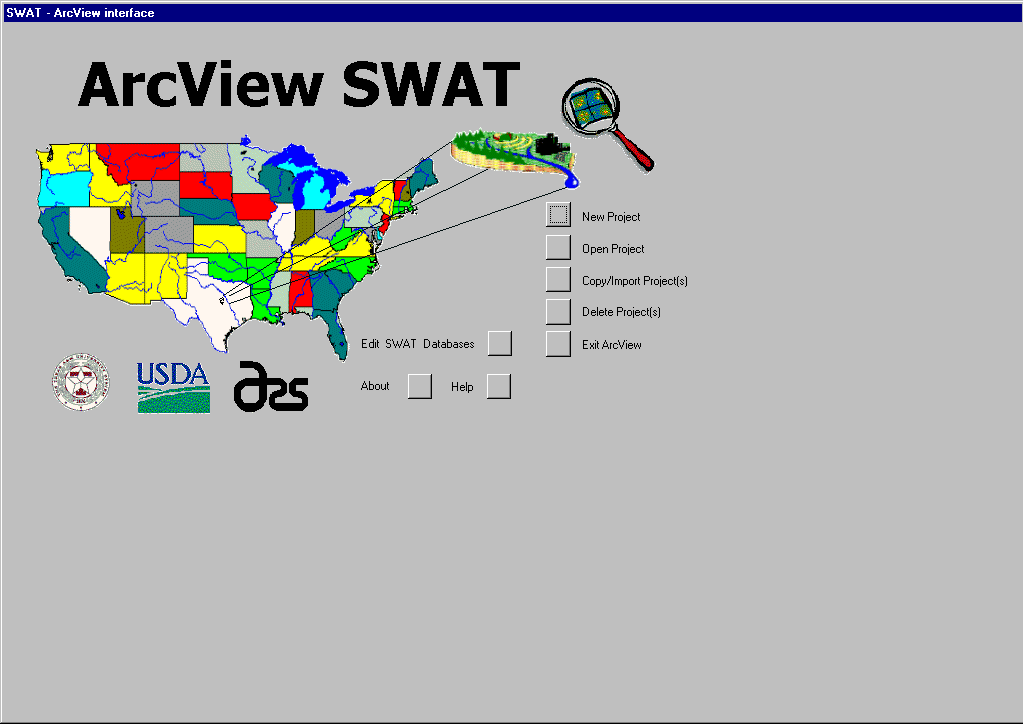 SWAT - ArcView interface
ArcView SWAT
New Project
Open Project
Copy/Import Project(s)
Delete Project(s)
Exit ArcView
Edit SWAT Databases
About
Help
USDA
ars